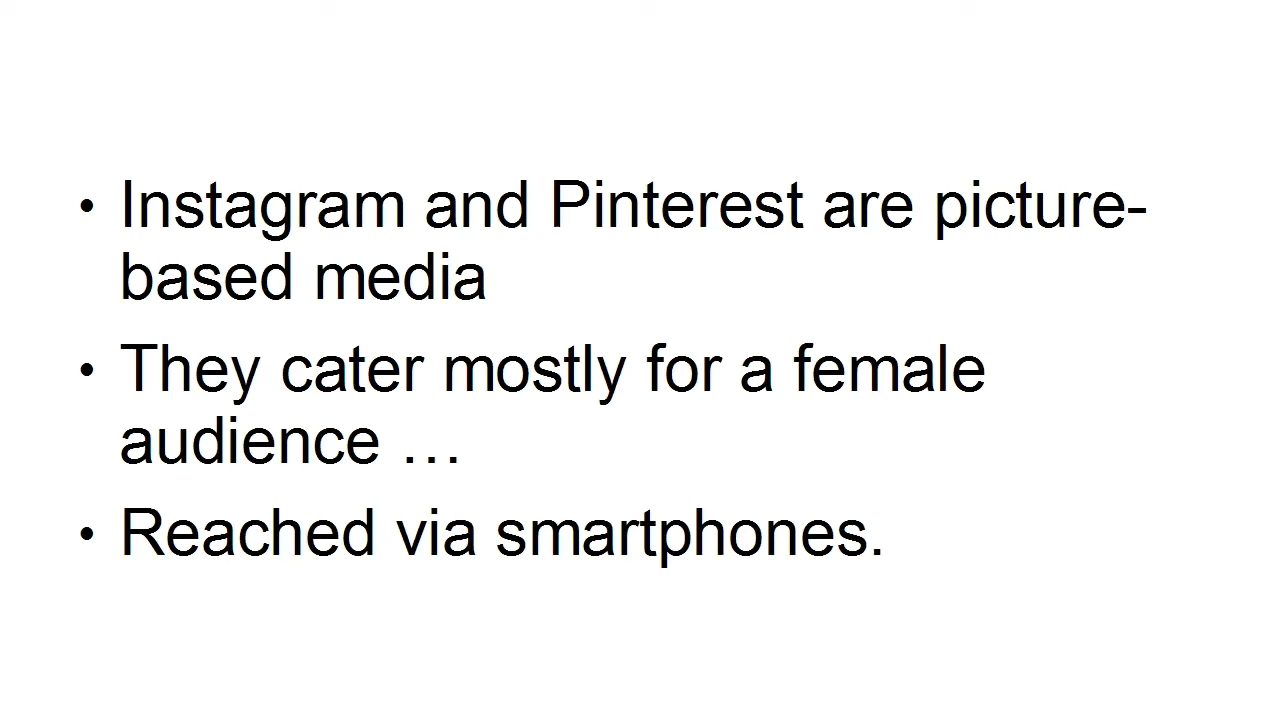 • Instagram and Pinterest are picture-
based media
• They cater mostly for a female
audience …
• Reached via smartphones.